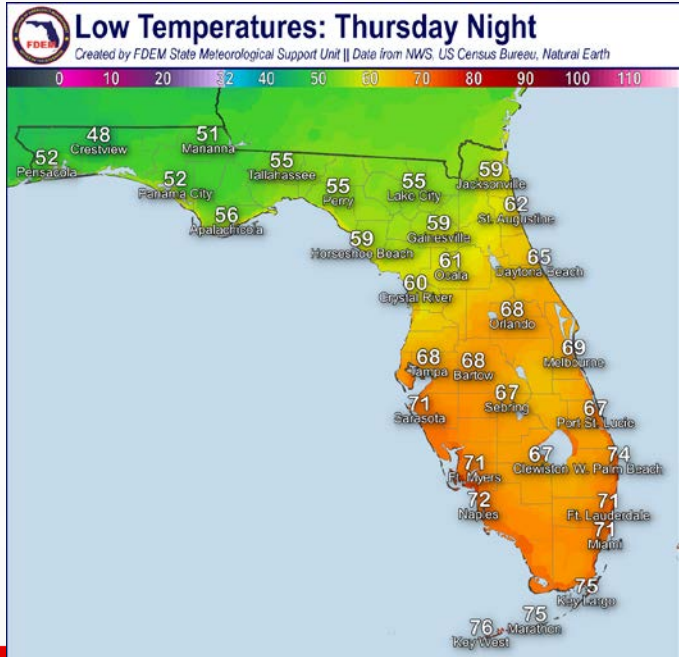 FDEM
Low Temperatures: Thursday Night
Created by FDEM State Meteorological Support Unit || Data from NWS, US Census Bureau, Natural Earth
0 10 20 32 40 50 60 70 80 90 100 110
48
Crestview
51
Marianna
52
Pensacola
52
Panama City
55
Tallahassee
56
Apalachicola
55
Perry
55
Lake City
59
Jacksonville
62
St. Augustine
59
Gainesville
59
Horseshoe Beach
61
Ocala
65
Daytona Beach
60
Crystal River
68
Orlando
69
Melbourne
68
Tampa
68
Bartow
67
Sebring
71
Sarasota
67
Port St. Lucie
71
Ft. Myers
67
Clewiston
74
W. Palm Beach
72
Naples
71
Ft. Lauderdale
71
Miami
75
Key Largo
75
Marathon
76
Key West